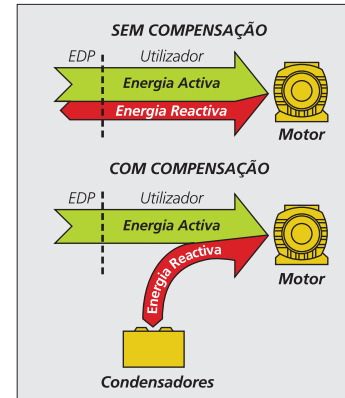 SEM COMPENSAÇÃO
EDP Utilizador
Energia Activa
Energia Reactiva
Motor
COM COMPENSAÇÃO
EDP Utilizador
Energia Activa
Energia Reactiva
Motor
Condensadores